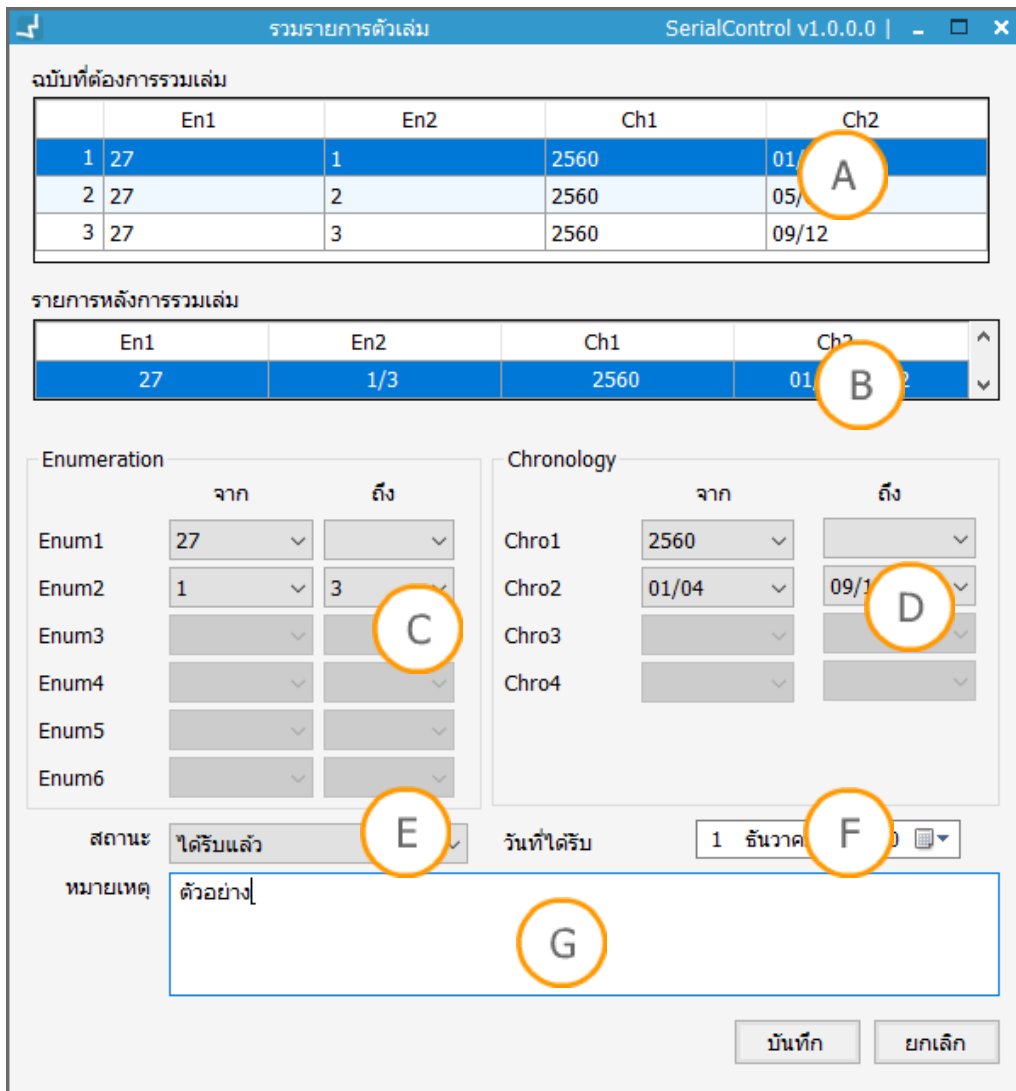 รวมรายการตัวเล่ม SerialControl v1.0.0.0 |
ฉบับที่ต้องการรวมเล่ม
En1 En2 Ch1 Ch2
1 27 1 2560 01/
A
2 27 2 2560 05/
3 27 3 2560 09/12
รายการหลังการรวมเล่ม
En1 En2 Ch1 Ch2
27 1/3 2560 01/ 2
B
Enumeration Chronology
จาก ถึง จาก ถึง
Enum1 27 Chro1 2560
Enum2 1 3 Chro2 01/04 09/1
C D
Enum3 Chro3
Enum4 Chro4
Enum5
Enum6
สถานะ ได้รับแล้ว E วันที่ได้รับ 1 F
หมายเหตุ ตัวอย่าง
G
บันทึก ยกเลิก